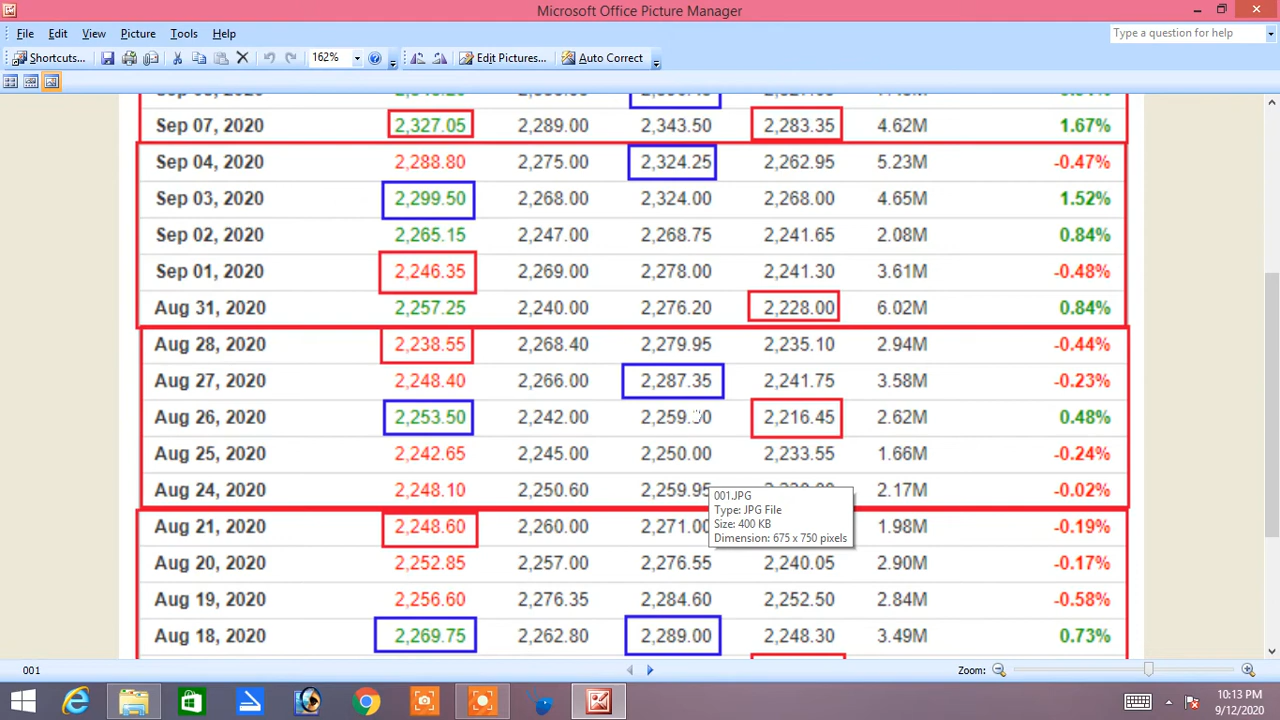 Microsoft Office Picture Manager
File Edit View Picture Tools Help
Type a question for help
Shortcuts... 162% Edit Pictures... Auto Correct
Sep 07, 2020 2,327.05 2,289.00 2,343.50 2,283.35 4.62M 1.67%
Sep 04, 2020 2,288.80 2,275.00 2,324.25 2,262.95 5.23M -0.47%
Sep 03, 2020 2,299.50 2,268.00 2,324.00 2,268.00 4.65M 1.52%
Sep 02, 2020 2,265.15 2,247.00 2,268.75 2,241.65 2.08M 0.84%
Sep 01, 2020 2,246.35 2,269.00 2,278.00 2,241.30 3.61M -0.48%
Aug 31, 2020 2,257.25 2,240.00 2,276.20 2,228.00 6.02M 0.84%
Aug 28, 2020 2,238.55 2,268.40 2,279.95 2,235.10 2.94M -0.44%
Aug 27, 2020 2,248.40 2,266.00 2,287.35 2,241.75 3.58M -0.23%
Aug 26, 2020 2,253.50 2,242.00 2,216.45 2.62M 0.48%
Aug 25, 2020 2,242.65 2,245.00 2,250.00 2,233.55 1.66M -0.24%
Aug 24, 2020 2,248.10 2,250.60 2,259.95 2.17M -0.02%
001.JPG
Type: JPG File
Size: 400 KB
Dimension: 675 x 750 pixels
Aug 21, 2020 2,248.60 2,260.00 2,271.00 1.98M -0.19%
Aug 20, 2020 2,252.85 2,257.00 2,276.55 2,240.05 2.90M -0.17%
Aug 19, 2020 2,256.60 2,276.35 2,284.60 2,252.50 2.84M -0.58%
Aug 18, 2020 2,269.75 2,262.80 2,289.00 2,248.30 3.49M 0.73%
001 Zoom:
10:13 PM
9/12/2020